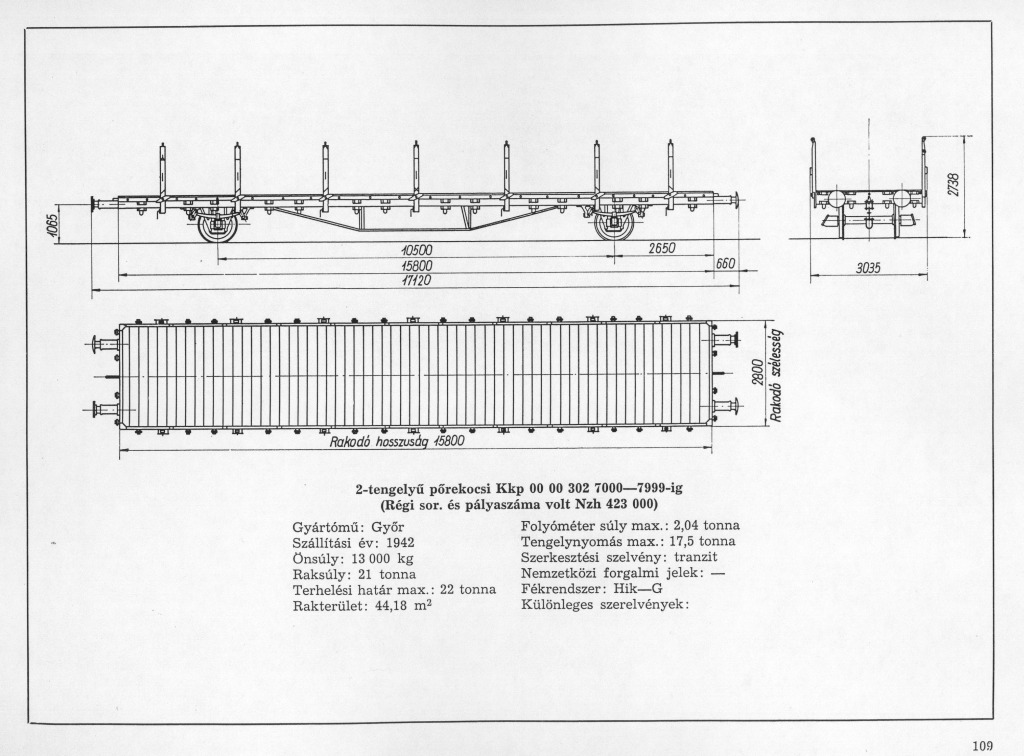 2738
1065
10500
2650
15800
660
17120
3035
2800
Rakodó szélesség
Rakodó hosszuság 15800
2-tengelyű pőrekocsi Kkp 00 00 302 7000—7999-ig
(Régi sor. és pályaszáma volt Nzh 423 000)
Gyártómű: Győr
Szállítási év: 1942
Önsúly: 13 000 kg
Raksúly: 21 tonna
Terhelési határ max.: 22 tonna
Rakterület: 44,18 m²
Folyóméter súly max.: 2,04 tonna
Tengelynyomás max.: 17,5 tonna
Szerkesztési szelvény: tranzit
Nemzetközi forgalmi jelek: —
Fékrendszer: Hik—G
Különleges szerelvények:
109